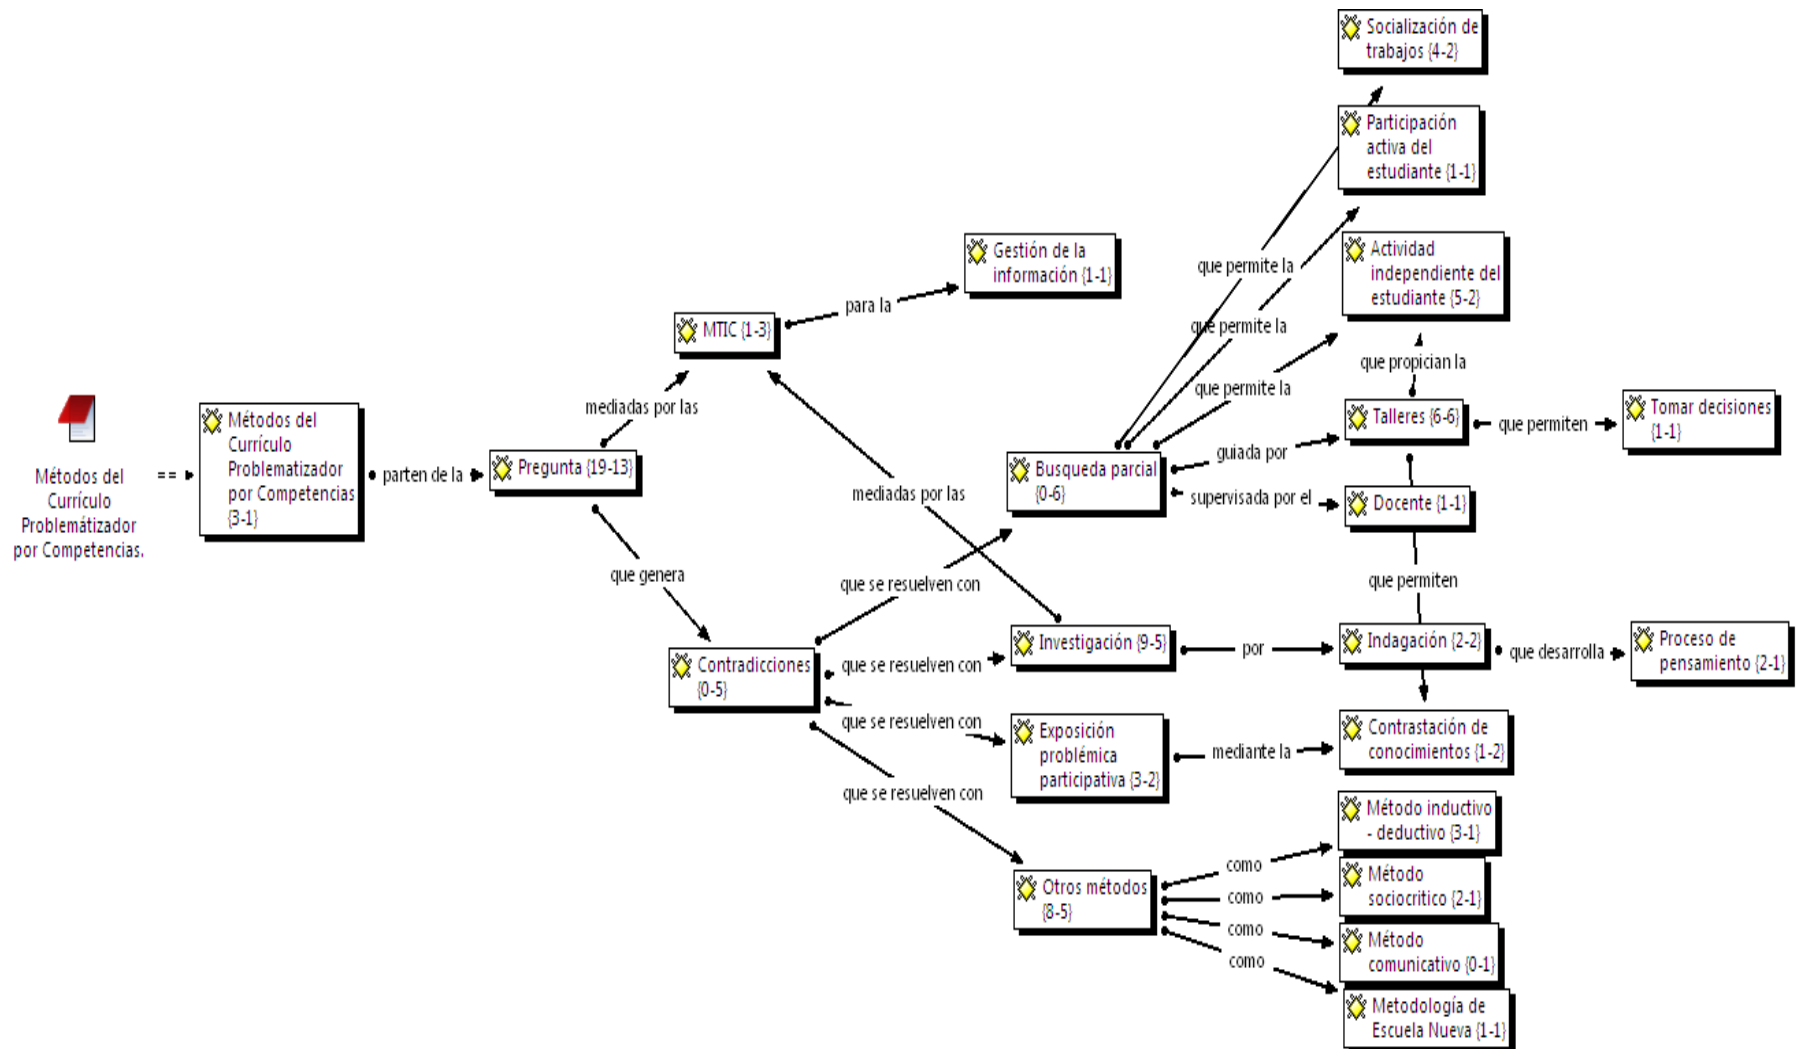 Socialización de
trabajos {4-2}
Participación
activa del
estudiante {1-1}
Gestión de la
información {1-1}
Actividad
independiente del
estudiante {5-2}
que permite la
para la
MTIC {1-3}
que permite la
que propician la
que permite la
mediadas por las
Métodos del
Currículo
Problemátizador
por Competencias.
==
Métodos del
Currículo
Problematizador
por Competencias
{3-1}
parten de la
Pregunta {19-13}
Talleres {6-6}
que permiten
Tomar decisiones
{1-1}
guiada por
Busqueda parcial
{0-6}
supervisada por el
Docente {1-1}
mediadas por las
que genera
que se resuelven con
que permiten
Contradicciones
{0-5}
que se resuelven con
Investigación {9-5}
por
Indagación {2-2}
que desarrolla
Proceso de
pensamiento {2-1}
que se resuelven con
Exposición
problémica
participativa {3-2}
mediante la
Contrastación de
conocimientos {1-2}
que se resuelven con
Otros métodos
{8-5}
como
Método inductivo
- deductivo {3-1}
como
Método
sociocritico {2-1}
como
Método
comunicativo {0-1}
como
Metodología de
Escuela Nueva {1-1}